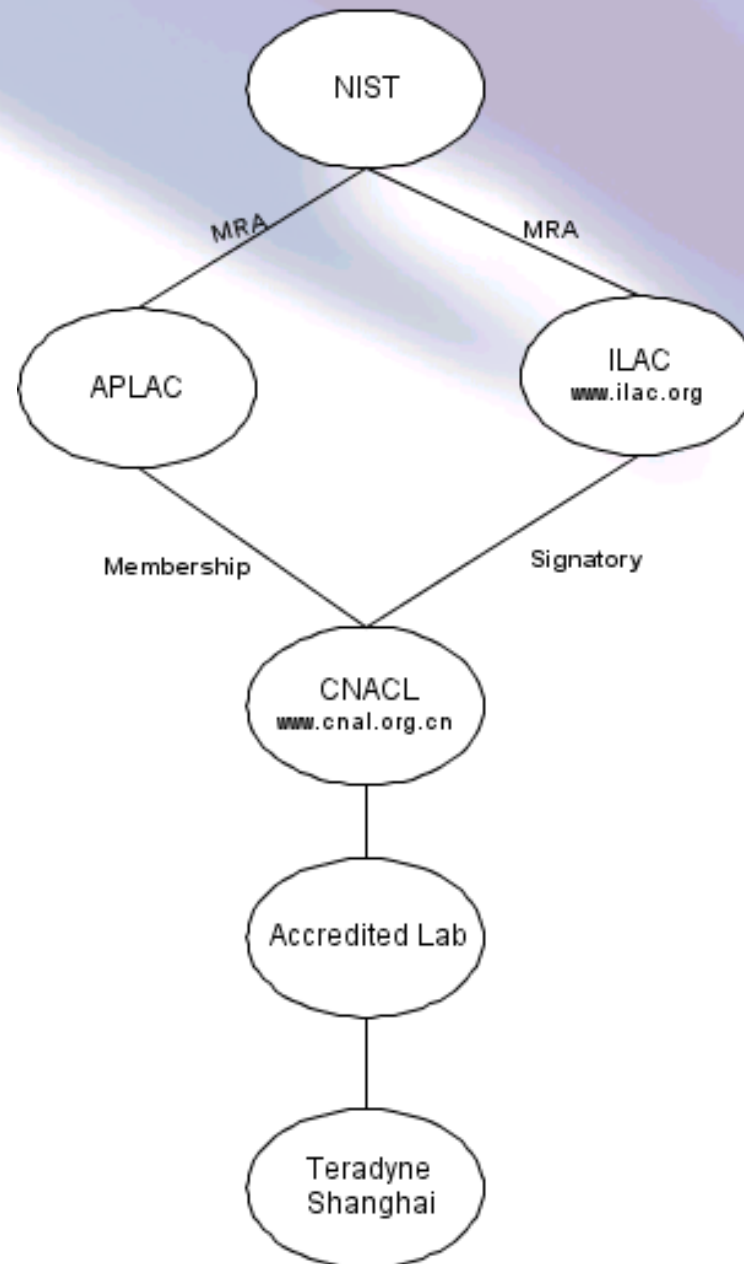 NIST
MRA
MRA
APLAC
ILAC
www.ilac.org
Membership
Signatory
CNACL
www.cnal.org.cn
Accredited Lab
Teradyne
Shanghai